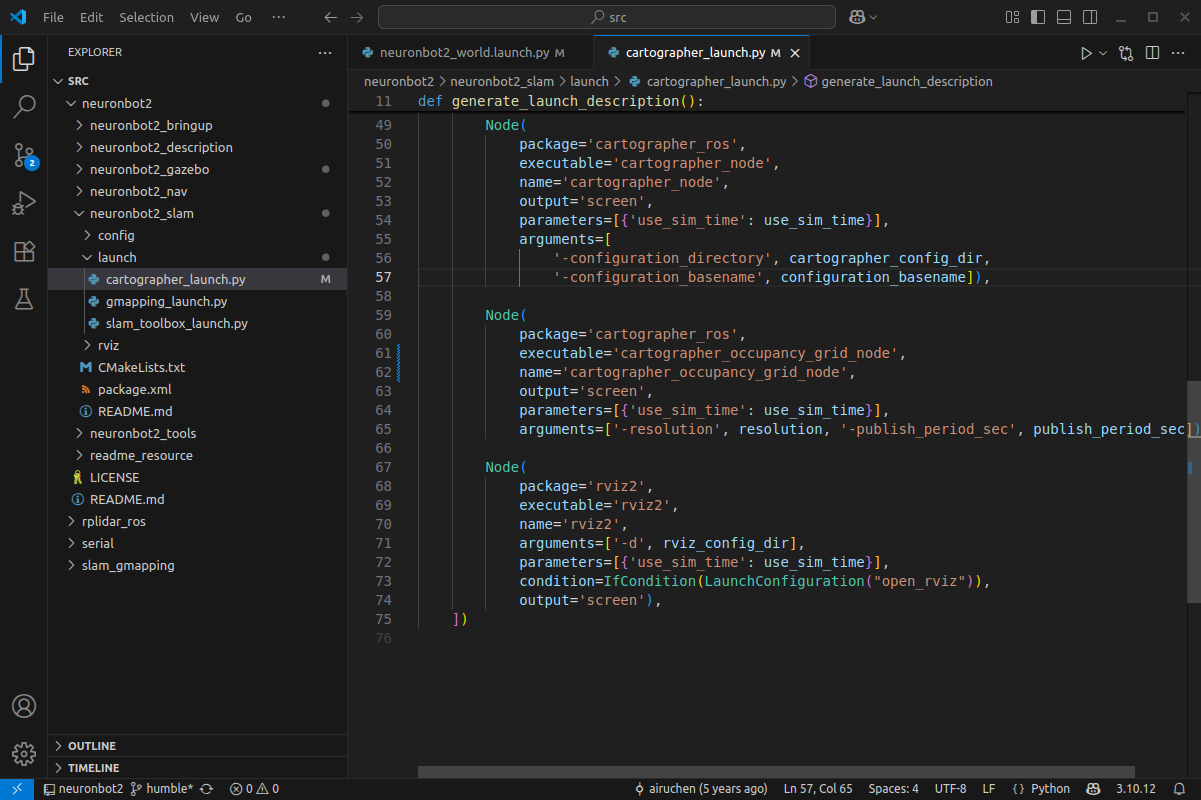 File Edit Selection View Go ··· src
EXPLORER ···
SRC
neuronbot2
neuronbot2_bringup
neuronbot2_description
neuronbot2_gazebo
neuronbot2_nav
neuronbot2_slam
config
launch
cartographer_launch.py M
gmapping_launch.py
slam_toolbox_launch.py
rviz
CMakeLists.txt
package.xml
README.md
neuronbot2_tools
readme_resource
LICENSE
README.md
rplidar_ros
serial
slam_gmapping
OUTLINE
TIMELINE
2
neuronbot2_world.launch.py M cartographer_launch.py M
neuronbot2 > neuronbot2_slam > launch > cartographer_launch.py > generate_launch_description
11 def generate_launch_description():
49 Node(
50 package='cartographer_ros',
51 executable='cartographer_node',
52 name='cartographer_node',
53 output='screen',
54 parameters=[{'use_sim_time': use_sim_time}],
55 arguments=[
56 '-configuration_directory', cartographer_config_dir,
57 '-configuration_basename', configuration_basename]),
58
59 Node(
60 package='cartographer_ros',
61 executable='cartographer_occupancy_grid_node',
62 name='cartographer_occupancy_grid_node',
63 output='screen',
64 parameters=[{'use_sim_time': use_sim_time}],
65 arguments=['-resolution', resolution, '-publish_period_sec', publish_period_sec])
66
67 Node(
68 package='rviz2',
69 executable='rviz2',
70 name='rviz2',
71 arguments=['-d', rviz_config_dir],
72 parameters=[{'use_sim_time': use_sim_time}],
73 condition=IfCondition(LaunchConfiguration("open_rviz")),
74 output='screen'),
75 ])
76
neuronbot2 humble* 0 0 airuchen (5 years ago) Ln 57, Col 65 Spaces: 4 UTF-8 LF {} Python 3.10.12